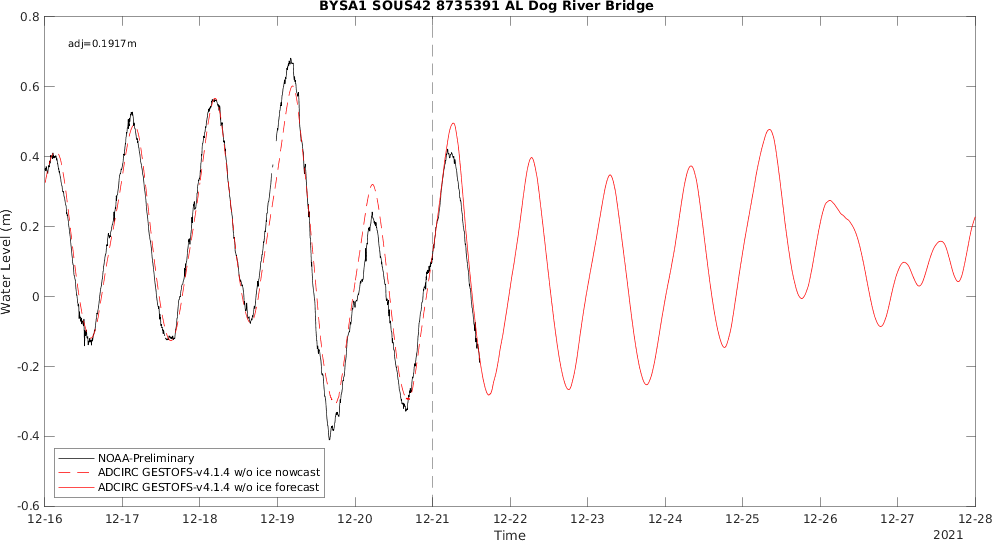 BYSA1 SOUS42 8735391 AL Dog River Bridge
adj=0.1917m
0.8
0.6
0.4
0.2
0
-0.2
-0.4
-0.6
Water Level (m)
NOAA-Preliminary
ADCIRC GESTOFS-v4.1.4 w/o ice nowcast
ADCIRC GESTOFS-v4.1.4 w/o ice forecast
12-16 12-17 12-18 12-19 12-20 12-21 12-22 12-23 12-24 12-25 12-26 12-27 12-28
Time
2021